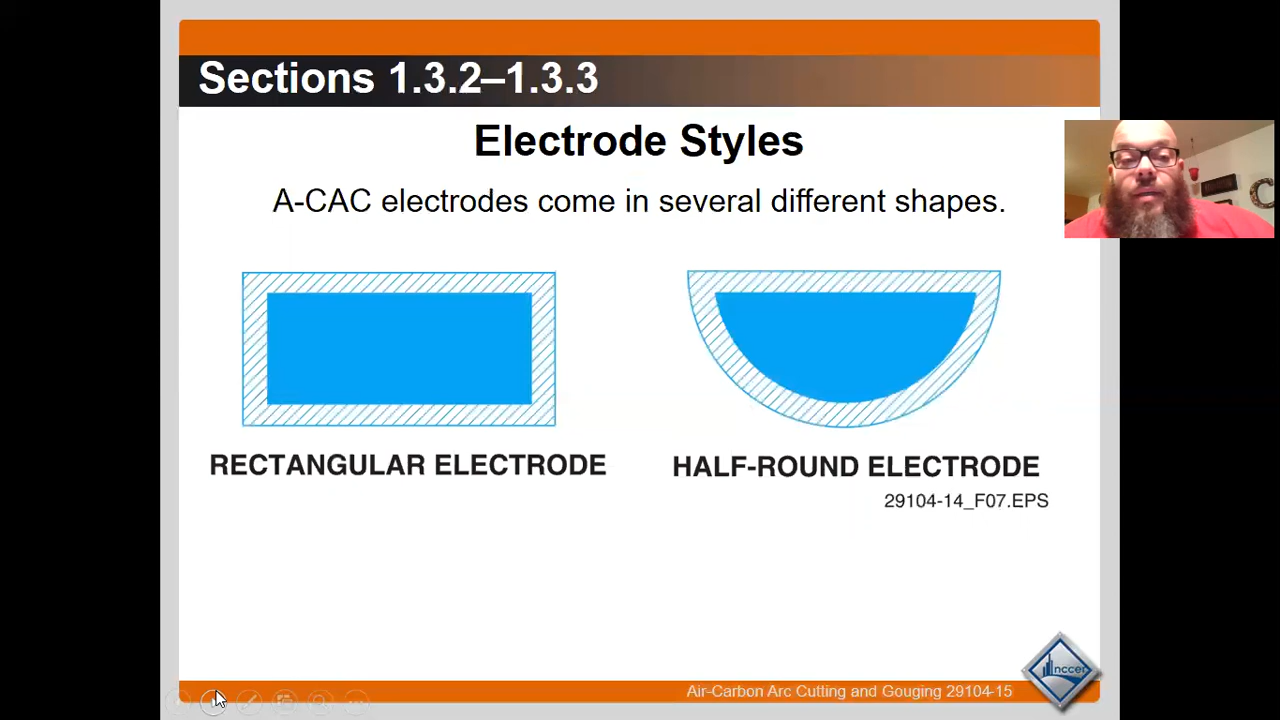 Sections 1.3.2–1.3.3
Electrode Styles
A-CAC electrodes come in several different shapes.
RECTANGULAR ELECTRODE
HALF-ROUND ELECTRODE
29104-14_F07.EPS
nccer
Air-Carbon Arc Cutting and Gouging 29104-15